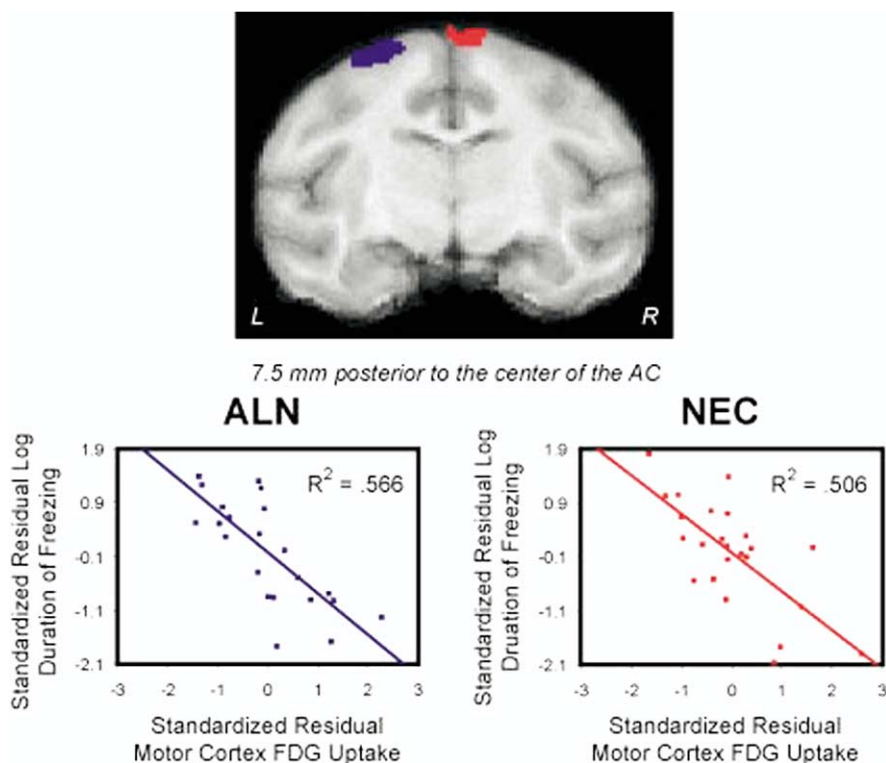 L
R
7.5 mm posterior to the center of the AC
ALN
Standardized Residual Log
Duration of Freezing
1.9
0.9
-0.1
-1.1
-2.1
R² = .566
-3
-2
-1
0
1
2
3
Standardized Residual
Motor Cortex FDG Uptake
NEC
Standardized Residual Log
Druation of Freezing
1.9
0.9
-0.1
-1.1
-2.1
R² = .506
-3
-2
-1
0
1
2
3
Standardized Residual
Motor Cortex FDG Uptake